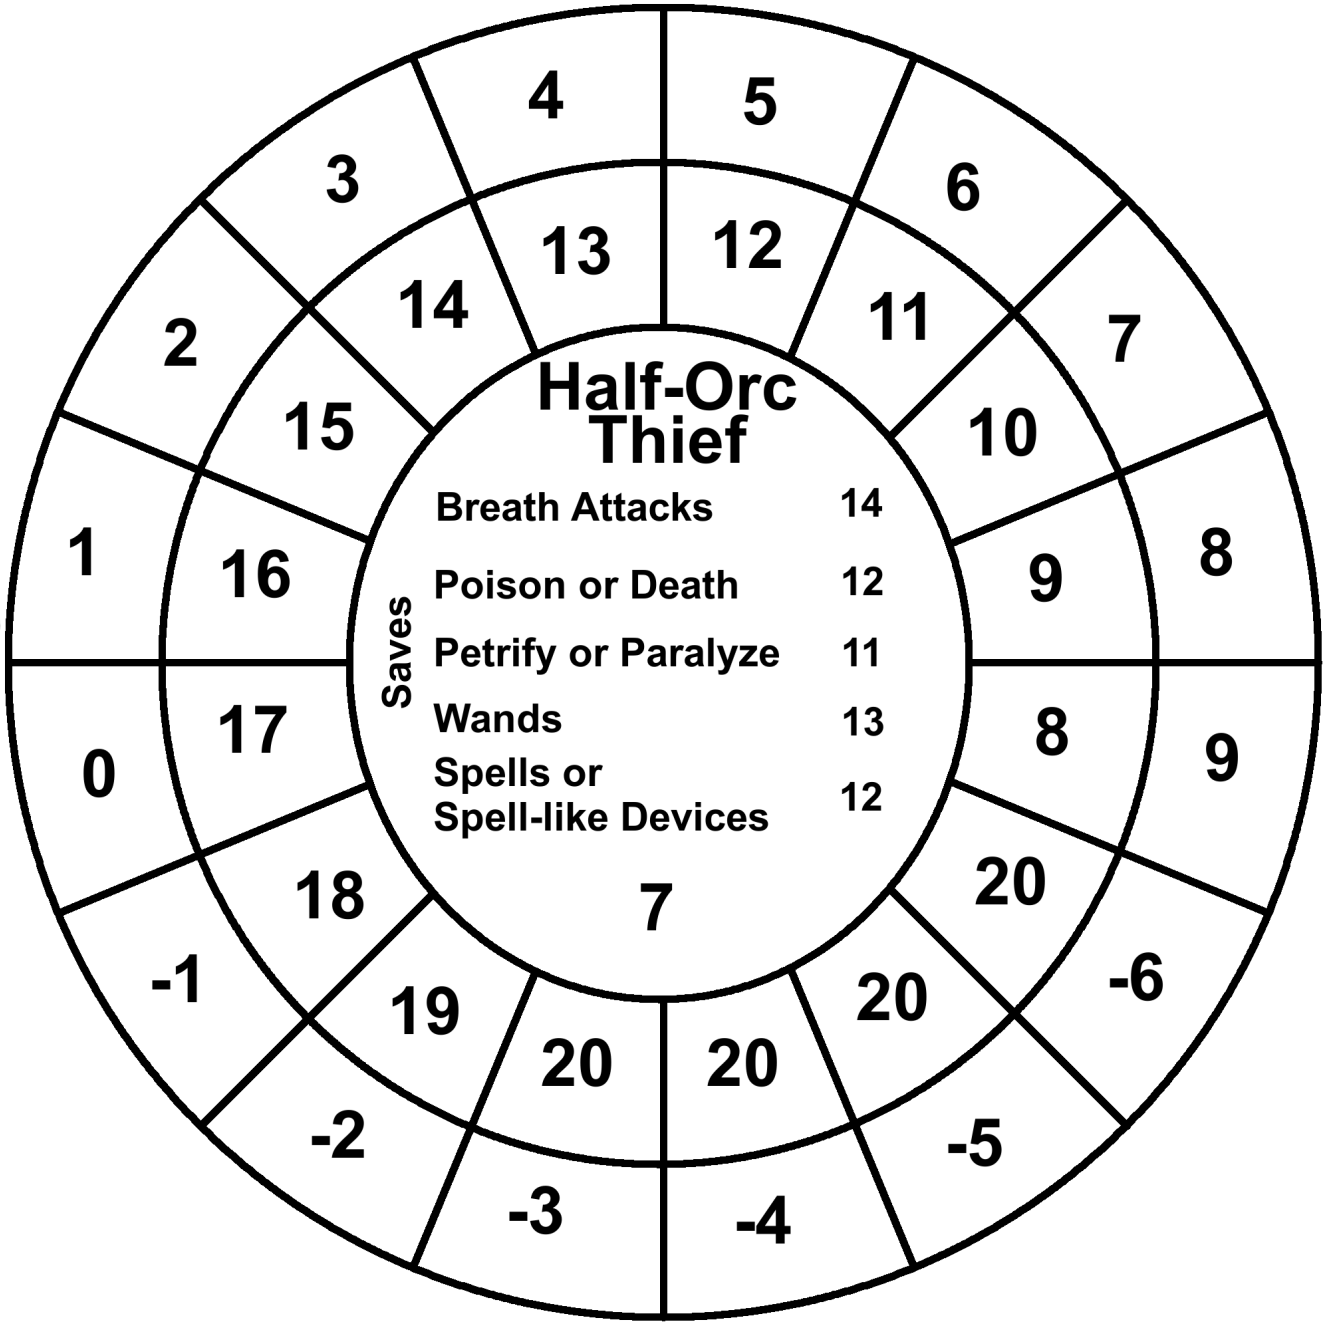 4 5
3 6
13 12
14 11
2 7
15 10
Half-Orc
Thief
Breath Attacks 14
1 8
16 9
Poison or Death 12
Saves
Petrify or Paralyze 11
Wands 13
17 8
0 9
Spells or
Spell-like Devices 12
18 20
7
-1 -6
19 20
20 20
-2 -5
-3 -4